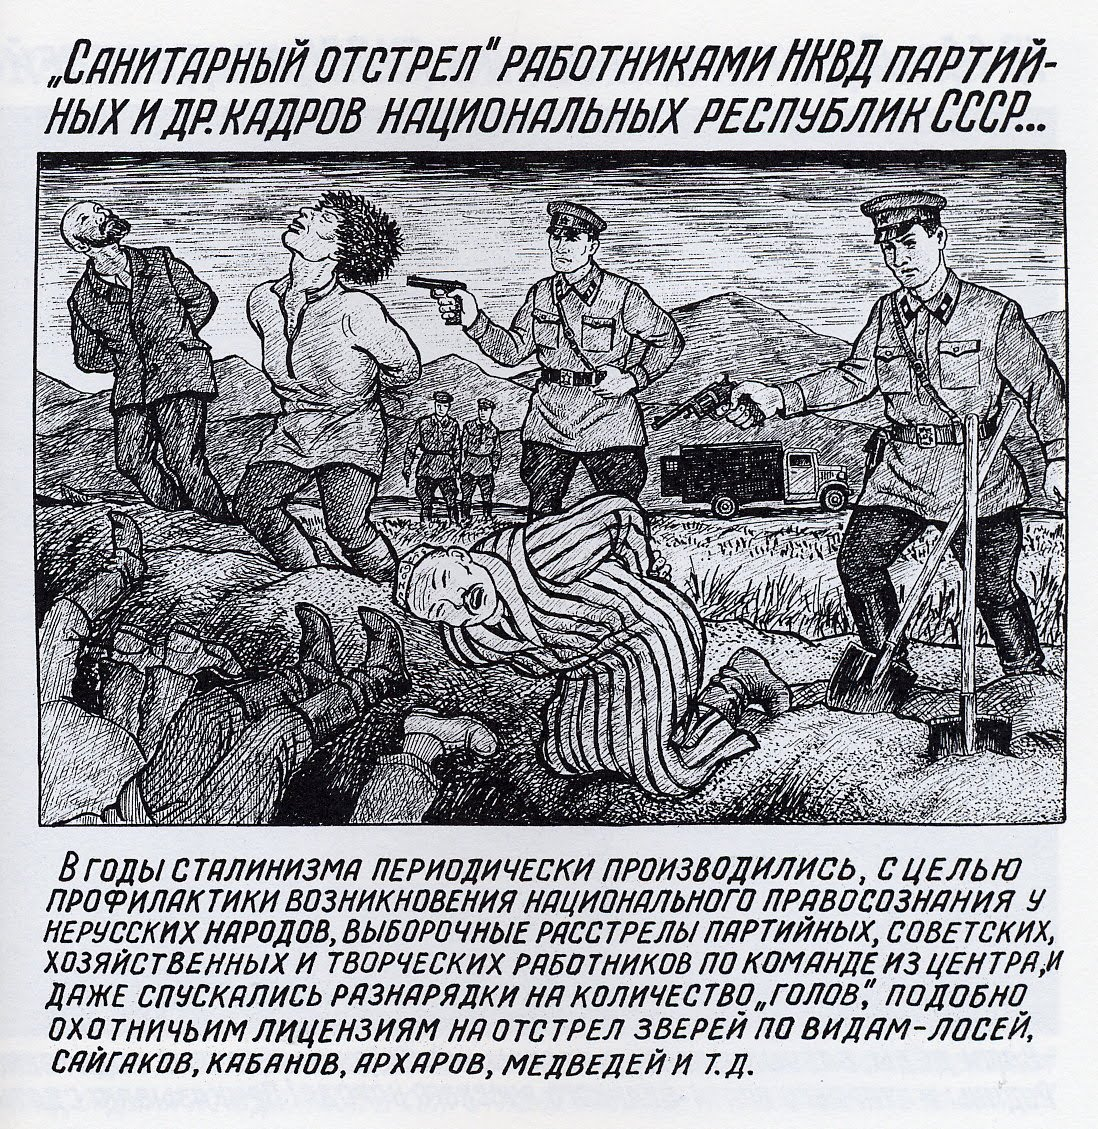 „Санитарный отстрел" работниками НКВД партий-
ных и др. кадров национальных республик СССР...
В годы сталинизма периодически производились, с целью
профилактики возникновения национального правосознания у
нерусских народов, выборочные расстрелы партийных, советских,
хозяйственных и творческих работников по команде из центра, и
даже спускались разнарядки на количество „голов", подобно
охотничьим лицензиям на отстрел зверей по видам – лосей,
сайгаков, кабанов, архаров, медведей и т.д.